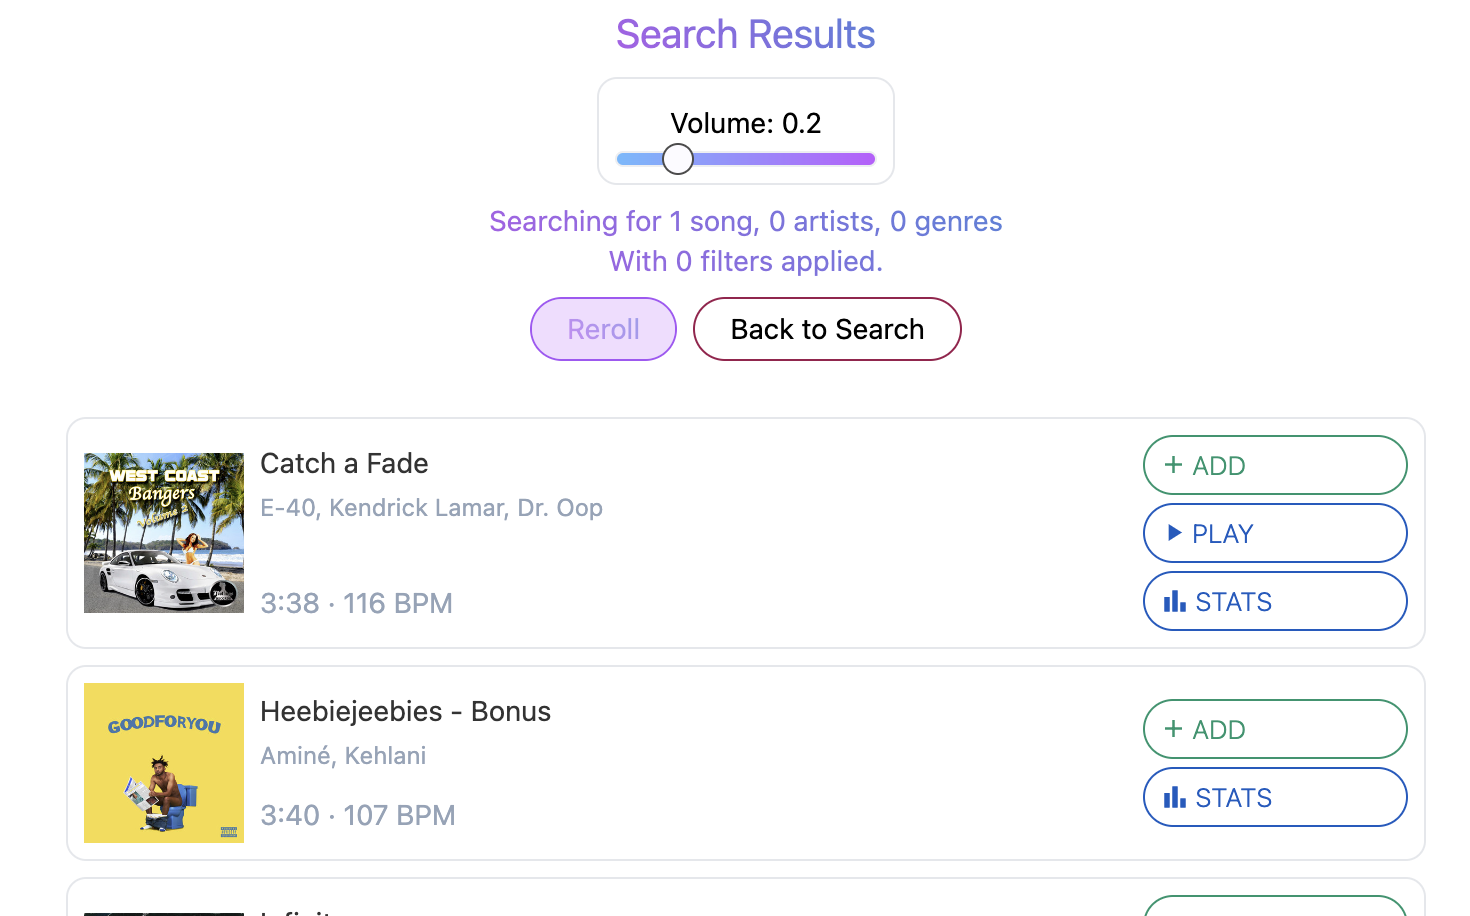 Search Results
Volume: 0.2
Searching for 1 song, 0 artists, 0 genres
With 0 filters applied.
Reroll
Back to Search
WEST COAST
Bangers
Volume 2
Catch a Fade
E-40, Kendrick Lamar, Dr. Oop
3:38 · 116 BPM
+ ADD
PLAY
STATS
GOODFORYOU
Heebiejeebies - Bonus
Aminé, Kehlani
3:40 · 107 BPM
+ ADD
STATS